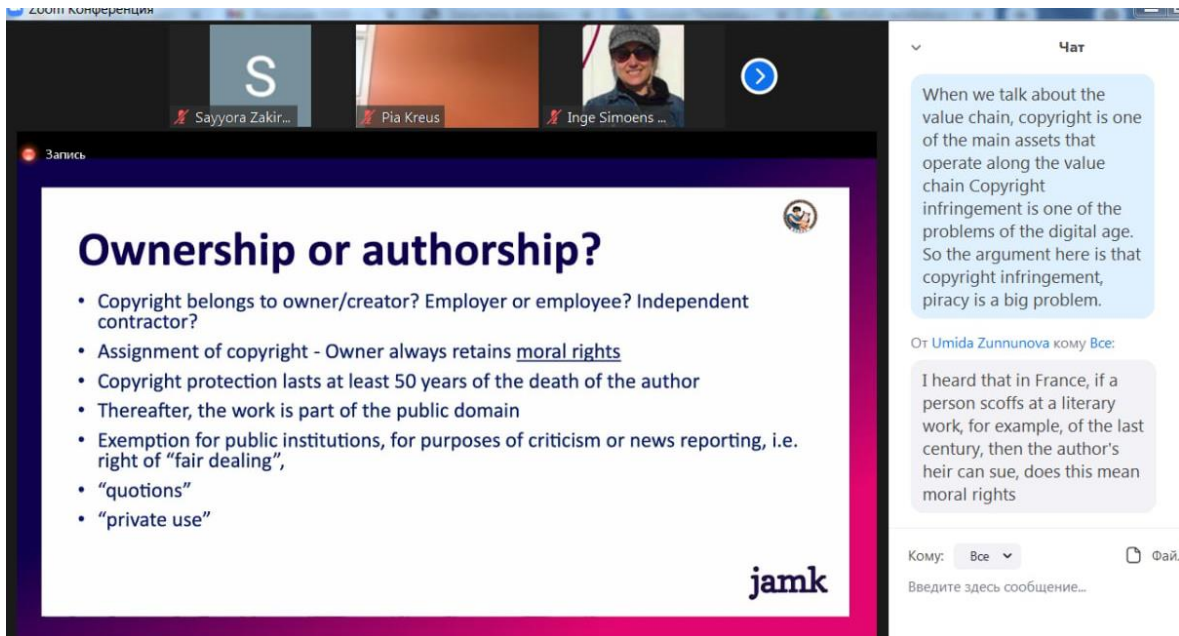 Zoom Конференция
S
Sayyora Zakir...
Pia Kreus
Inge Simoens ...
Запись
Ownership or authorship?
• Copyright belongs to owner/creator? Employer or employee? Independent
contractor?
• Assignment of copyright - Owner always retains moral rights
• Copyright protection lasts at least 50 years of the death of the author
• Thereafter, the work is part of the public domain
• Exemption for public institutions, for purposes of criticism or news reporting, i.e.
right of “fair dealing”,
• “quotions”
• “private use”
jamk
Чат
When we talk about the
value chain, copyright is one
of the main assets that
operate along the value
chain Copyright
infringement is one of the
problems of the digital age.
So the argument here is that
copyright infringement,
piracy is a big problem.
От Umida Zunnunova кому Все:
I heard that in France, if a
person scoffs at a literary
work, for example, of the last
century, then the author's
heir can sue, does this mean
moral rights
Кому: Все
Фай
Введите здесь сообщение...